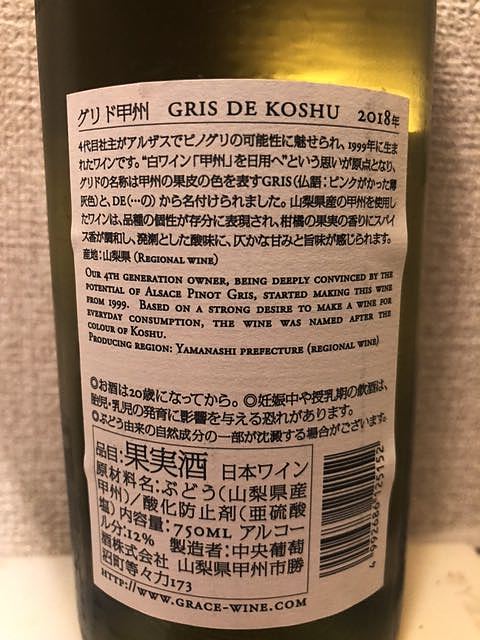 グリド甲州 GRIS DE KOSHU 2018年
4代目社主がアルザスでピノグリの可能性に魅せられ、1999年に生ま
れたワインです。“白ワイン「甲州」を日用へ”という思いが原点となり、
グリドの名称は甲州の果皮の色を表すGRIS(仏語：ピンクがかった薄
灰色)と、DE(…の)から名付けられました。山梨県産の甲州を使用し
たワインは、品種の個性が存分に表現され、柑橘の果実の香りにスパイ
ス香が調和し、発溂とした酸味に、仄かな甘みと旨味が感じられます。
産地：山梨県 (REGIONAL WINE)
OUR 4TH GENERATION OWNER, BEING DEEPLY CONVINCED BY THE
POTENTIAL OF ALSACE PINOT GRIS, STARTED MAKING THIS WINE
FROM 1999. BASED ON A STRONG DESIRE TO MAKE A WINE FOR
EVERYDAY CONSUMPTION, THE WINE WAS NAMED AFTER THE
COLOUR OF KOSHU.
PRODUCING REGION: YAMANASHI PREFECTURE (REGIONAL WINE)
◎お酒は20歳になってから。◎妊娠中や授乳期の飲酒は、
胎児・乳児の発育に影響を与える恐れがあります。
◎ぶどう由来の自然成分の一部が沈澱する場合がございます。
品目：果実酒 日本ワイン
原材料名：ぶどう(山梨県産
甲州)/酸化防止剤(亜硫酸
塩) 内容量：750ML アルコー
ル分：12% 製造者：中央葡萄
酒株式会社 山梨県甲州市勝
沼町等々力173
HTTP://WWW.GRACE-WINE.COM
4 992686 125152